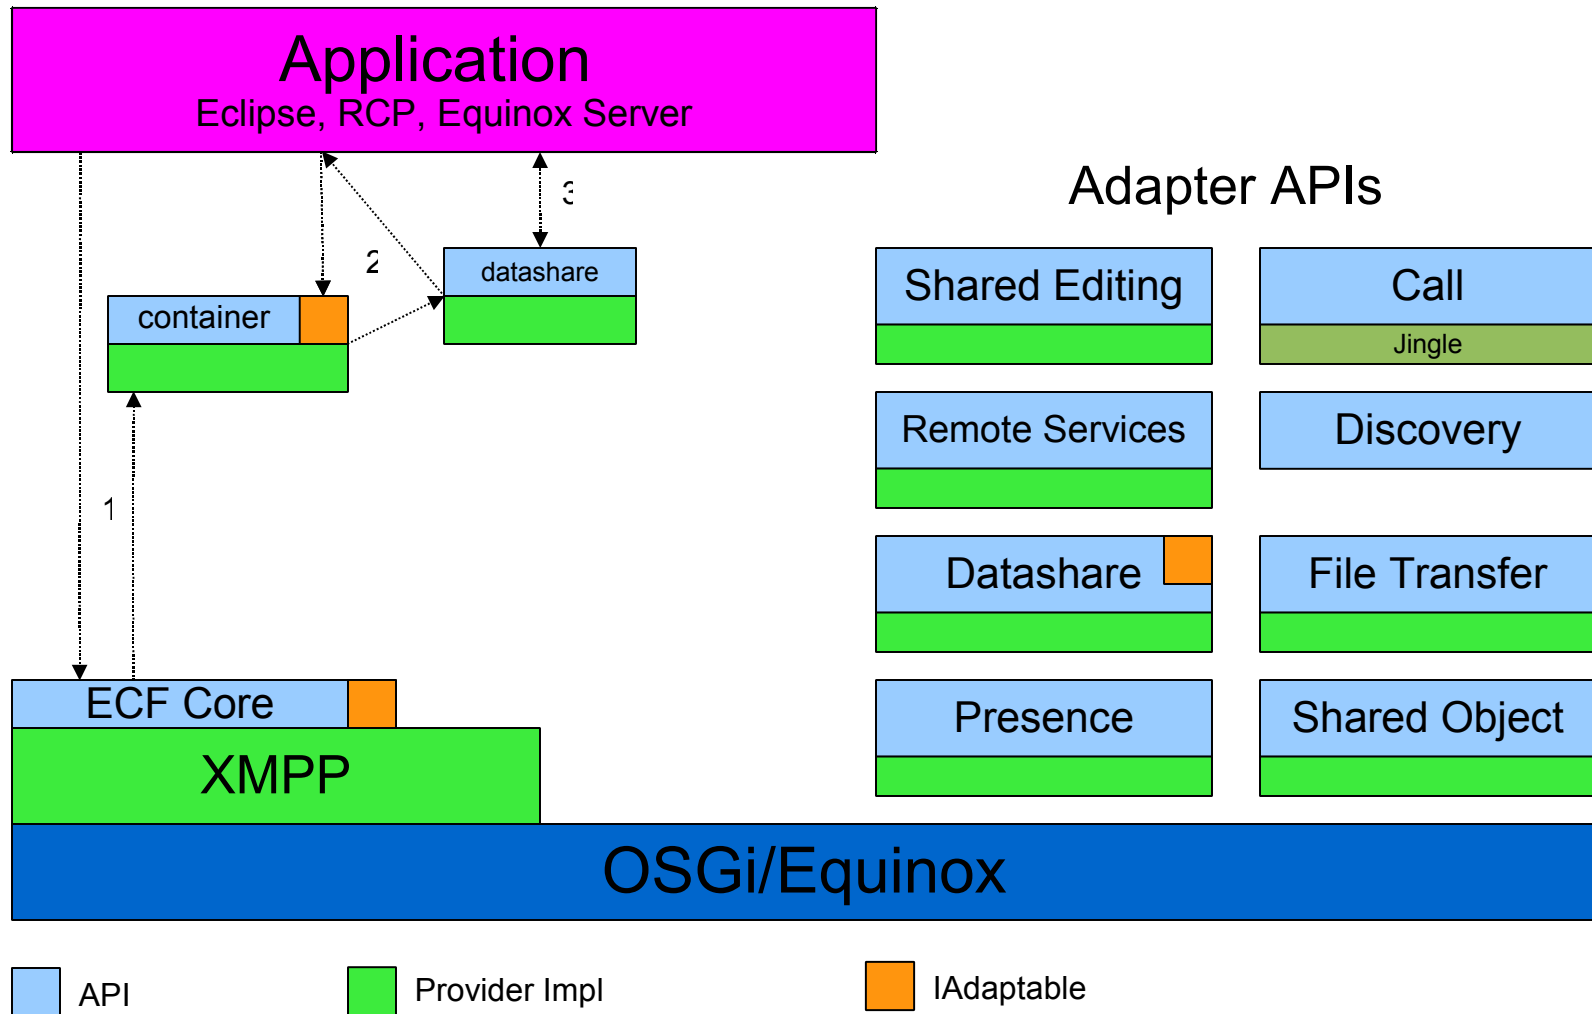 Application
Eclipse, RCP, Equinox Server
Adapter APIs
3
2
datashare
container
1
Shared Editing
Call
Jingle
Remote Services
Discovery
Datashare
File Transfer
Presence
Shared Object
ECF Core
XMPP
OSGi/Equinox
API
Provider Impl
IAdaptable